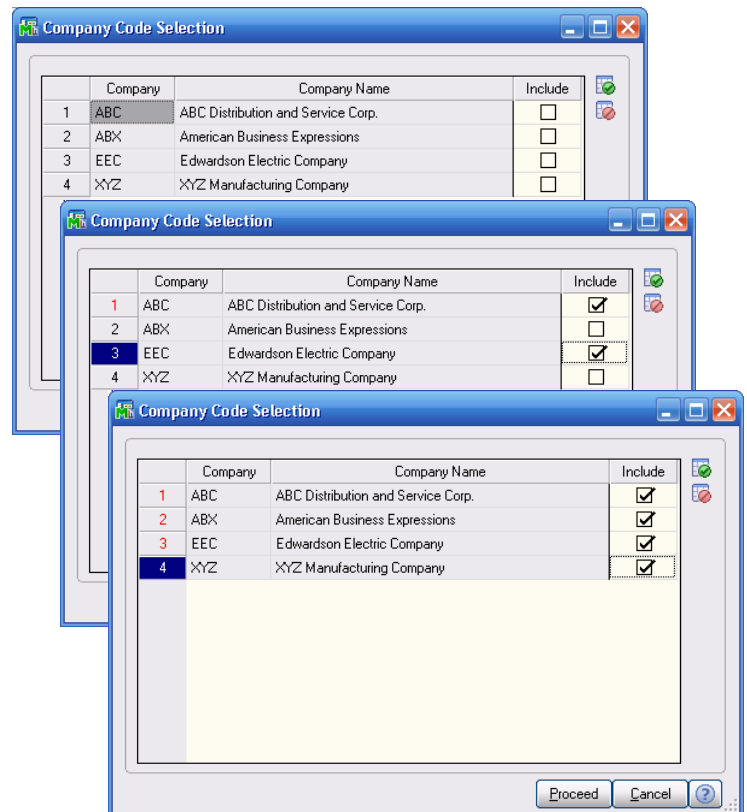 Company Code Selection
Company Company Name Include
1 ABC ABC Distribution and Service Corp.
2 ABX American Business Expressions
3 EEC Edwardson Electric Company
4 XYZ XYZ Manufacturing Company
Company Code Selection
Company Company Name Include
1 ABC ABC Distribution and Service Corp.
2 ABX American Business Expressions
3 EEC Edwardson Electric Company
4 XYZ XYZ Manufacturing Company
Company Code Selection
Company Company Name Include
1 ABC ABC Distribution and Service Corp.
2 ABX American Business Expressions
3 EEC Edwardson Electric Company
4 XYZ XYZ Manufacturing Company
Proceed Cancel ?